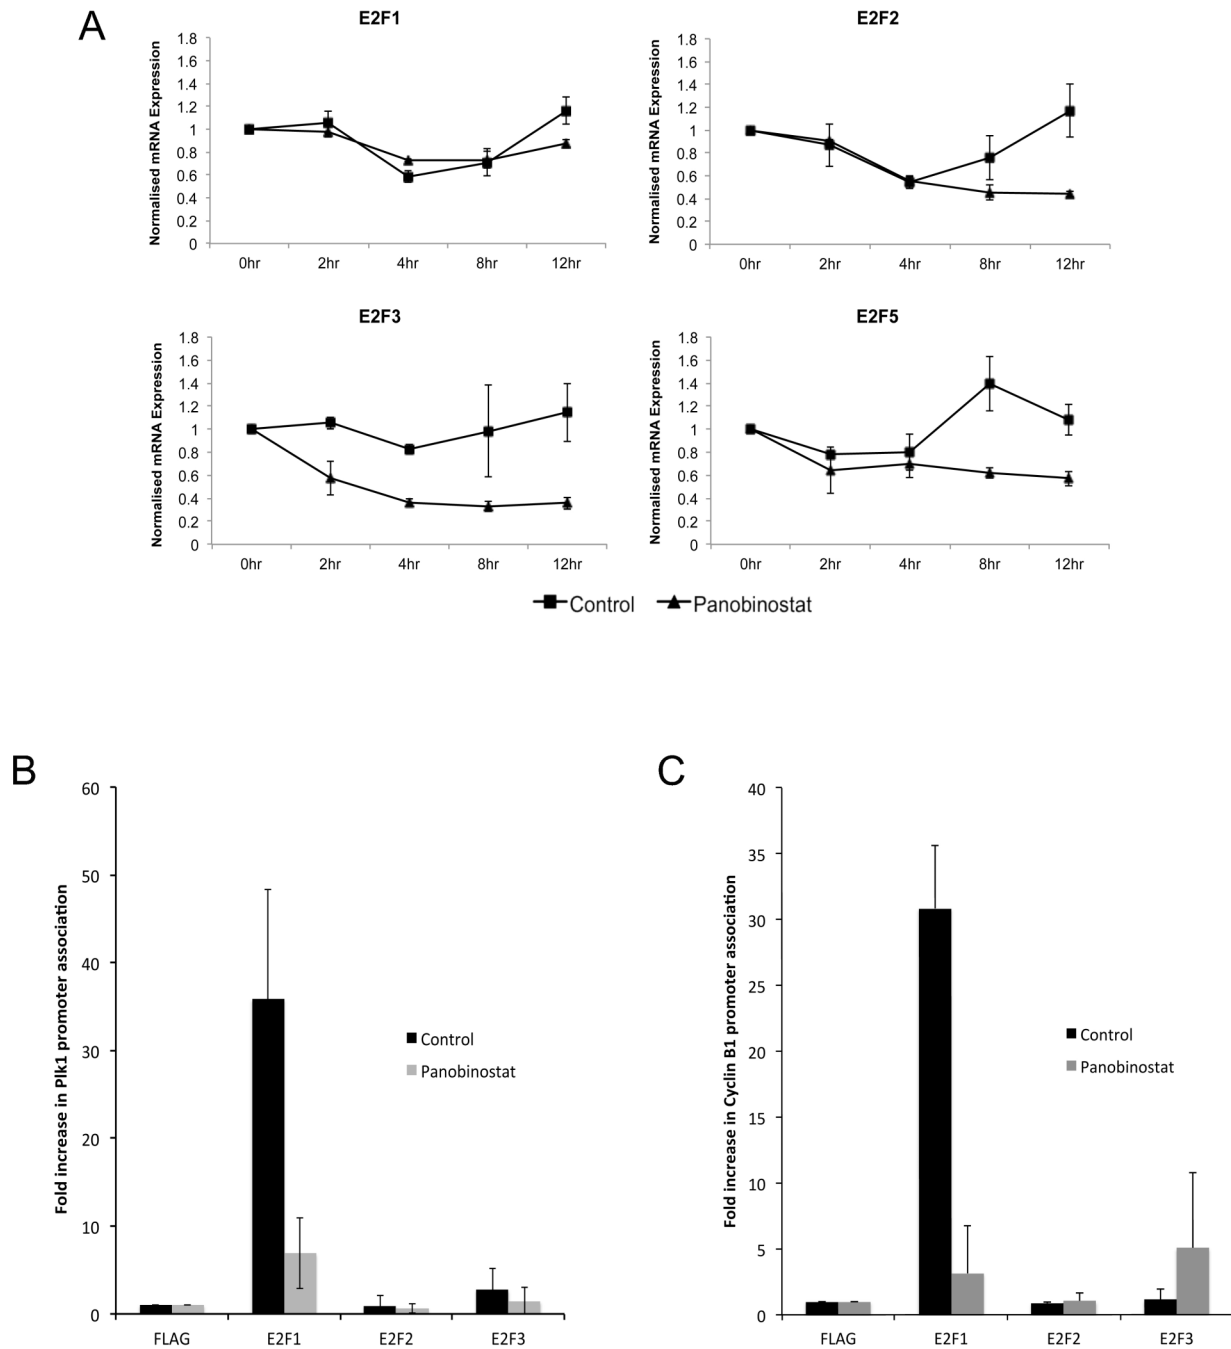 A
E2F1
Normalised mRNA Expression
1.8
1.6
1.4
1.2
1
0.8
0.6
0.4
0.2
0
0hr 2hr 4hr 8hr 12hr
E2F2
Normalised mRNA Expression
1.8
1.6
1.4
1.2
1
0.8
0.6
0.4
0.2
0
0hr 2hr 4hr 8hr 12hr
E2F3
Normalised mRNA Expression
1.8
1.6
1.4
1.2
1
0.8
0.6
0.4
0.2
0
0hr 2hr 4hr 8hr 12hr
E2F5
Normalised mRNA Expression
1.8
1.6
1.4
1.2
1
0.8
0.6
0.4
0.2
0
0hr 2hr 4hr 8hr 12hr
Control Panobinostat
B
Fold increase in Plk1 promoter association
60
50
40
30
20
10
0
Control
Panobinostat
FLAG E2F1 E2F2 E2F3
C
Fold increase in Cyclin B1 promoter association
40
35
30
25
20
15
10
5
0
Control
Panobinostat
FLAG E2F1 E2F2 E2F3